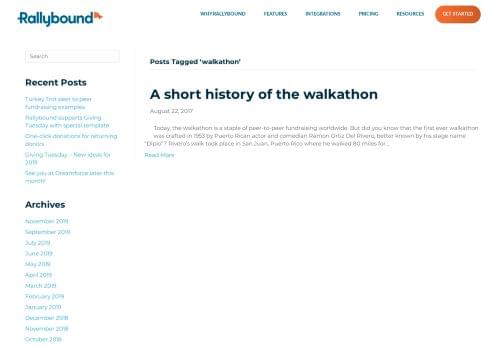 Rallybound
WHY RALLYBOUND
FEATURES
INTEGRATIONS
PRICING
RESOURCES
GET STARTED
Search
Recent Posts
Turkey Trot peer to peer
fundraising examples
Rallybound supports Giving
Tuesday with special template
One-click donations for returning
donors
Giving Tuesday – New ideas for
2019
See you at Dreamforce later this
month!
Archives
November 2019
September 2019
July 2019
June 2019
May 2019
April 2019
March 2019
February 2019
January 2019
December 2018
November 2018
October 2018
Posts Tagged ‘walkathon’
A short history of the walkathon
August 22, 2017
Today, the walkathon is a staple of peer-to-peer fundraising worldwide. But did you know that the first ever walkathon
was crafted in 1953 by Puerto Rican actor and comedian Ramon Ortiz Del Rivero, better known by his stage name
“Diplo”? Rivero’s walk took place in San Juan, Puerto Rico where he walked 80 miles for...
Read More